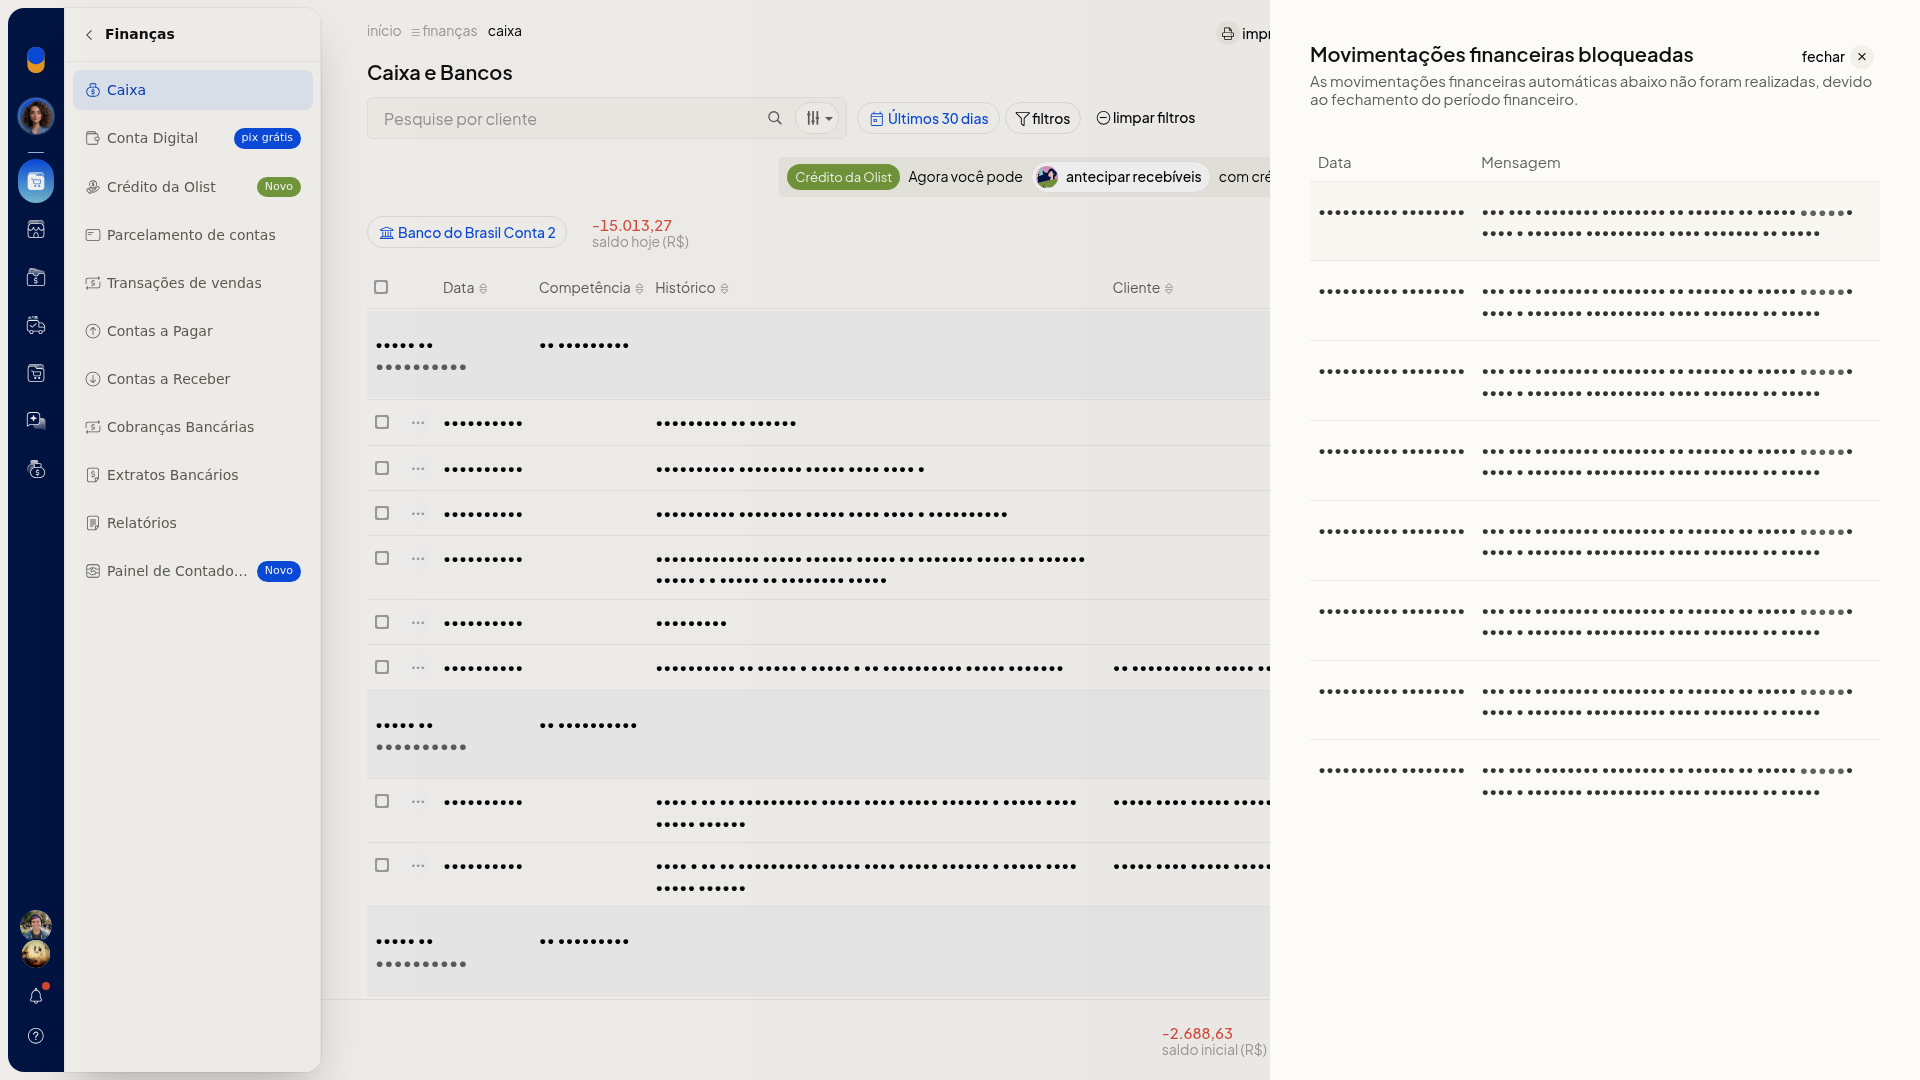 Finanças
Caixa
Conta Digital
pix grátis
Crédito da Olist
Novo
Parcelamento de contas
Transações de vendas
Contas a Pagar
Contas a Receber
Cobranças Bancárias
Extratos Bancários
Relatórios
Painel de Contado...
Novo
início finanças caixa
Caixa e Bancos
Pesquise por cliente
Últimos 30 dias
filtros
limpar filtros
Crédito da Olist Agora você pode antecipar recebíveis
Banco do Brasil Conta 2
-15.013,27
saldo hoje (R$)
Data Competência Histórico Cliente
-2.688,63
saldo inicial (R$)
Movimentações financeiras bloqueadas
fechar
As movimentações financeiras automáticas abaixo não foram realizadas, devido
ao fechamento do período financeiro.
Data Mensagem